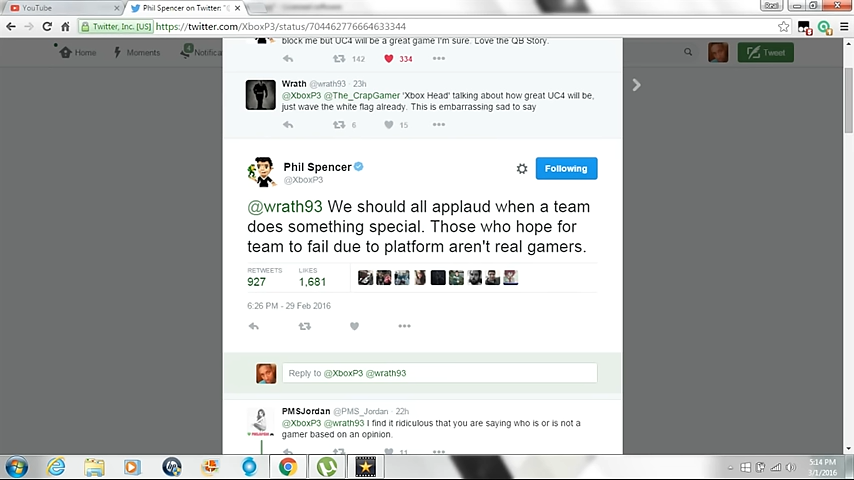 YouTube
Phil Spencer on Twitter: "@
Real
Twitter, Inc. [US]
https://twitter.com/XboxP3/status/704462776664633344
Home
Moments
Notifica
Tweet
block me but UC4 will be a great game I'm sure. Love the QB Story.
142
334
Wrath @wrath93 · 23h
@XboxP3 @The_CrapGamer 'Xbox Head' talking about how great UC4 will be,
just wave the white flag already. This is embarrassing sad to say
6
15
Phil Spencer
@XboxP3
Following
@wrath93 We should all applaud when a team
does something special. Those who hope for
team to fail due to platform aren't real gamers.
RETWEETS
927
LIKES
1,681
6:26 PM - 29 Feb 2016
Reply to @XboxP3 @wrath93
PMSJordan @PMS_Jordan · 22h
@XboxP3 @wrath93 I find it ridiculous that you are saying who is or is not a
gamer based on an opinion.
11
5:14 PM
3/1/2016